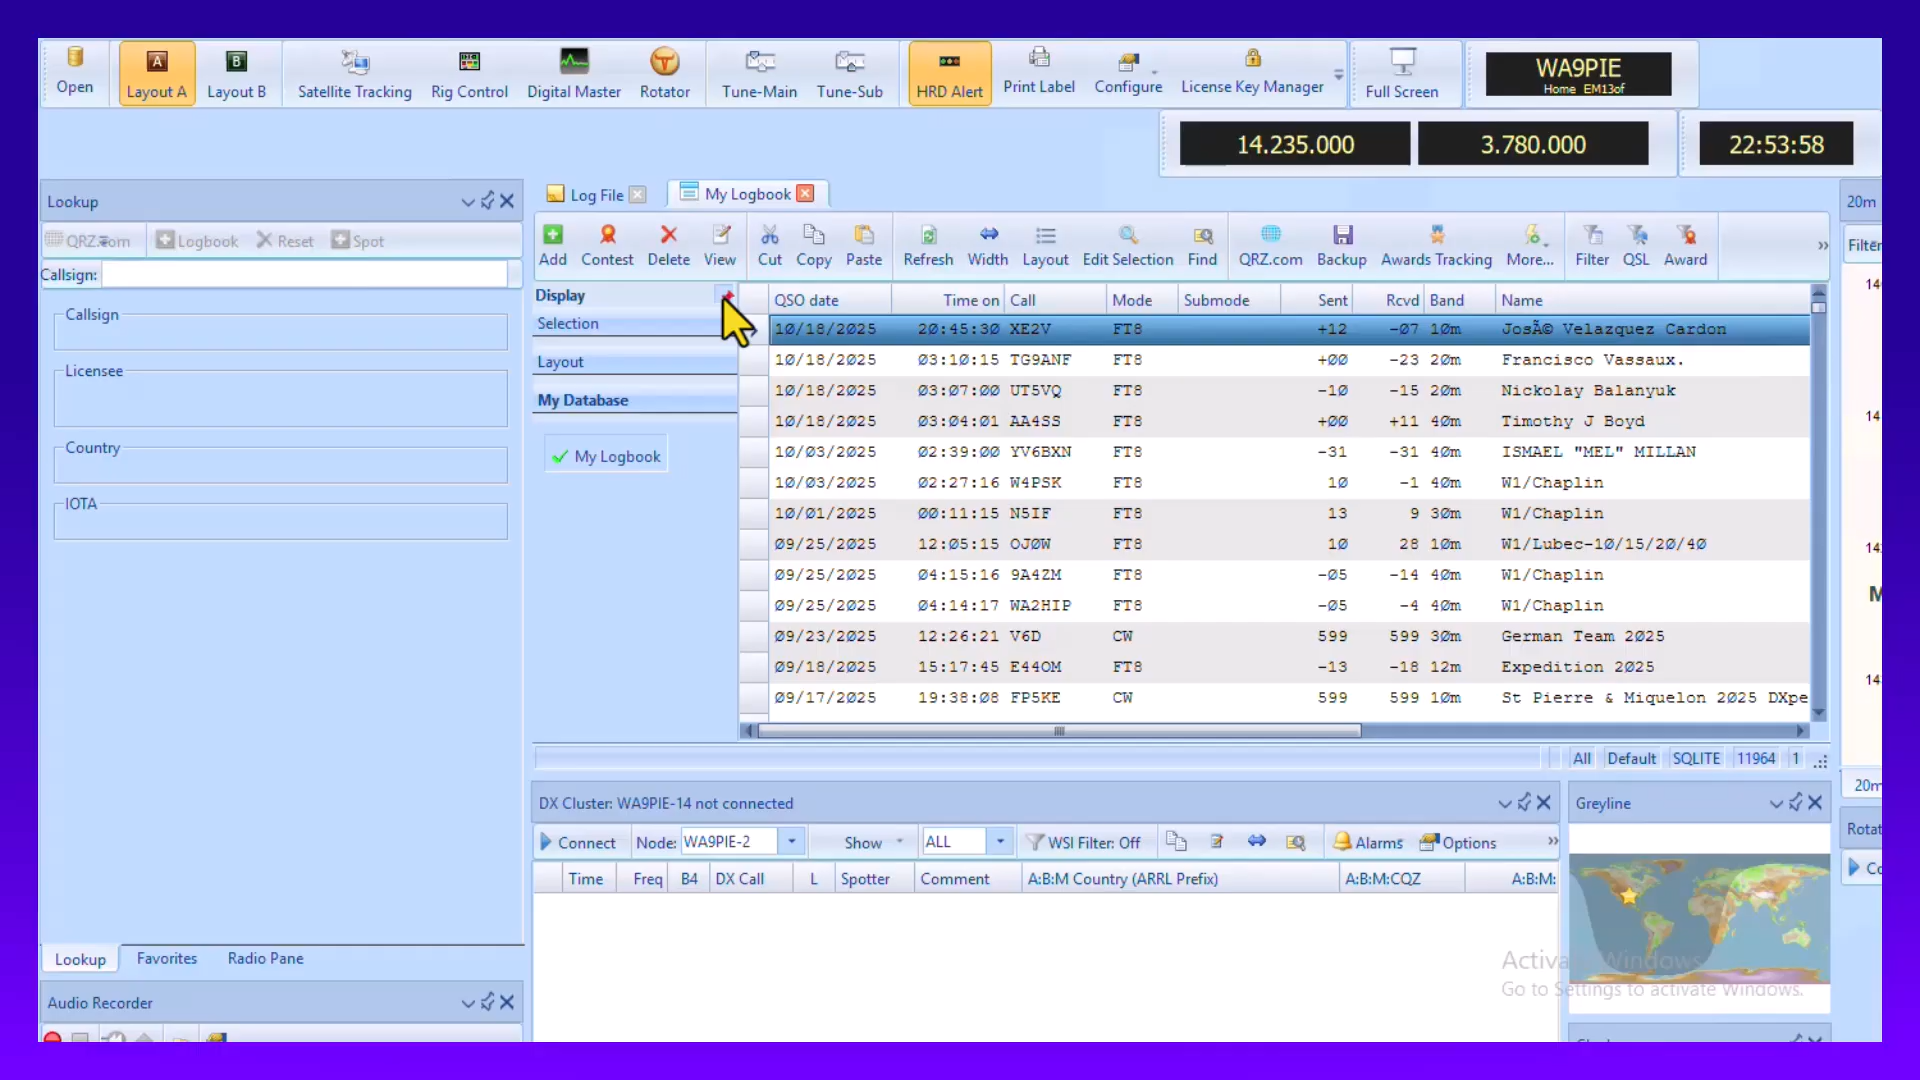 Open
Layout A
Layout B
Satellite Tracking
Rig Control
Digital Master
Rotator
Tune-Main
Tune-Sub
HRD Alert
Print Label
Configure
License Key Manager
Full Screen
WA9PIE
Home EM13of
14.235.000
3.780.000
22:53:58
Lookup
Logbook Reset Spot
Callsign:
Callsign
Licensee
Country
IOTA
Lookup Favorites Radio Pane
Audio Recorder
Log File
My Logbook
Add Contest Delete View Cut Copy Paste Refresh Width Layout Edit Selection Find QRZ.com Backup Awards Tracking More... Filter QSL Award
Display
Selection
Layout
My Database
My Logbook
QSO date Time on Call Mode Submode Sent Rcvd Band Name
10/18/2025 20:45:30 XE2V FT8 +12 -07 10m JosÃ© Velazquez Cardon
10/18/2025 03:10:15 TG9ANF FT8 +00 -23 20m Francisco Vassaux.
10/18/2025 03:07:00 UT5VQ FT8 -10 -15 20m Nickolay Balanyuk
10/18/2025 03:04:01 AA4SS FT8 +00 +11 40m Timothy J Boyd
10/03/2025 02:39:00 YV6BXN FT8 -31 -31 40m ISMAEL "MEL" MILLAN
10/03/2025 02:27:16 W4PSK FT8 10 -1 40m W1/Chaplin
10/01/2025 00:11:15 N5IF FT8 13 9 30m W1/Chaplin
09/25/2025 12:05:15 OJ0W FT8 10 28 10m W1/Lubec-10/15/20/40
09/25/2025 04:15:16 9A4ZM FT8 -05 -14 40m W1/Chaplin
09/25/2025 04:14:17 WA2HIP FT8 -05 -4 40m W1/Chaplin
09/23/2025 12:26:21 V6D CW 599 599 30m German Team 2025
09/18/2025 15:17:45 E44OM FT8 -13 -18 12m Expedition 2025
09/17/2025 19:38:08 FP5KE CW 599 599 10m St Pierre & Miquelon 2025 DXpe
All Default SQLITE 11964 1
DX Cluster: WA9PIE-14 not connected
Connect Node: WA9PIE-2 Show ALL WSI Filter: Off Alarms Options
Time Freq B4 DX Call L Spotter Comment A:B:M Country (ARRL Prefix) A:B:M:CQZ A:B:M:
Greyline
Activate Windows
Go to Settings to activate Windows.
20m
20m